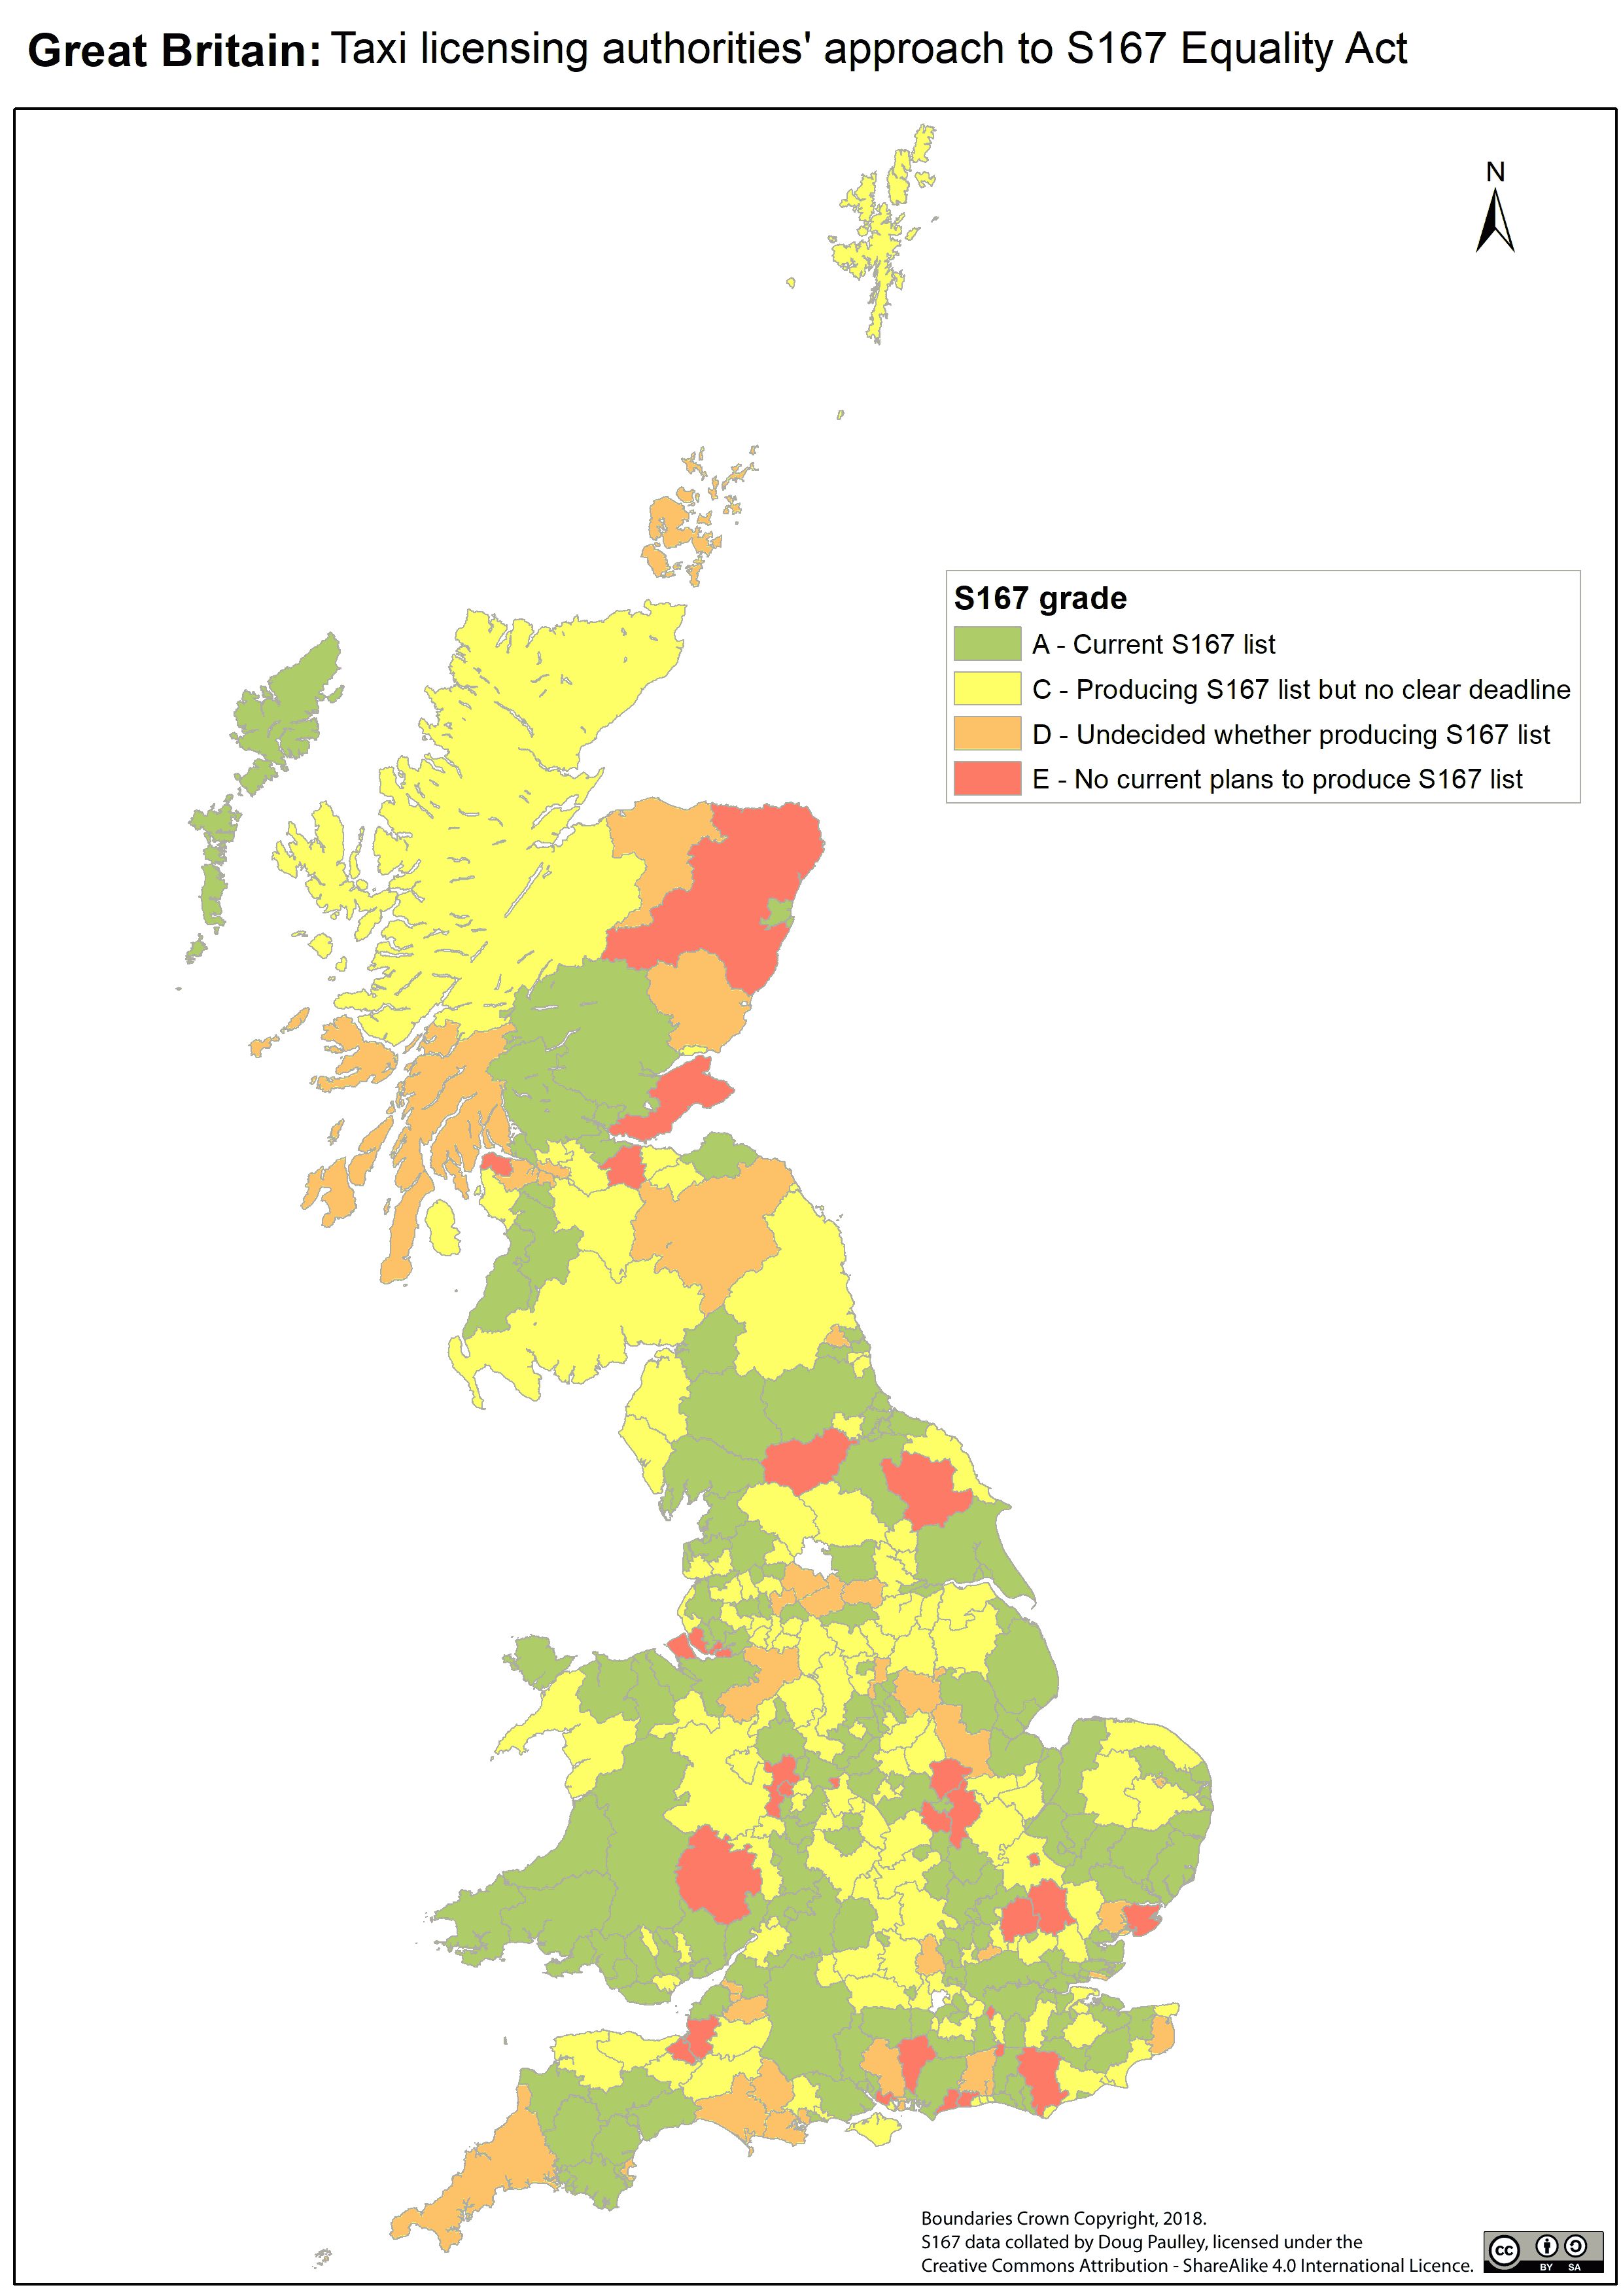 Great Britain: Taxi licensing authorities' approach to S167 Equality Act
N
S167 grade
A - Current S167 list
C - Producing S167 list but no clear deadline
D - Undecided whether producing S167 list
E - No current plans to produce S167 list
Boundaries Crown Copyright, 2018.
S167 data collated by Doug Paulley, licensed under the
Creative Commons Attribution - ShareAlike 4.0 International Licence.
cc
BY SA